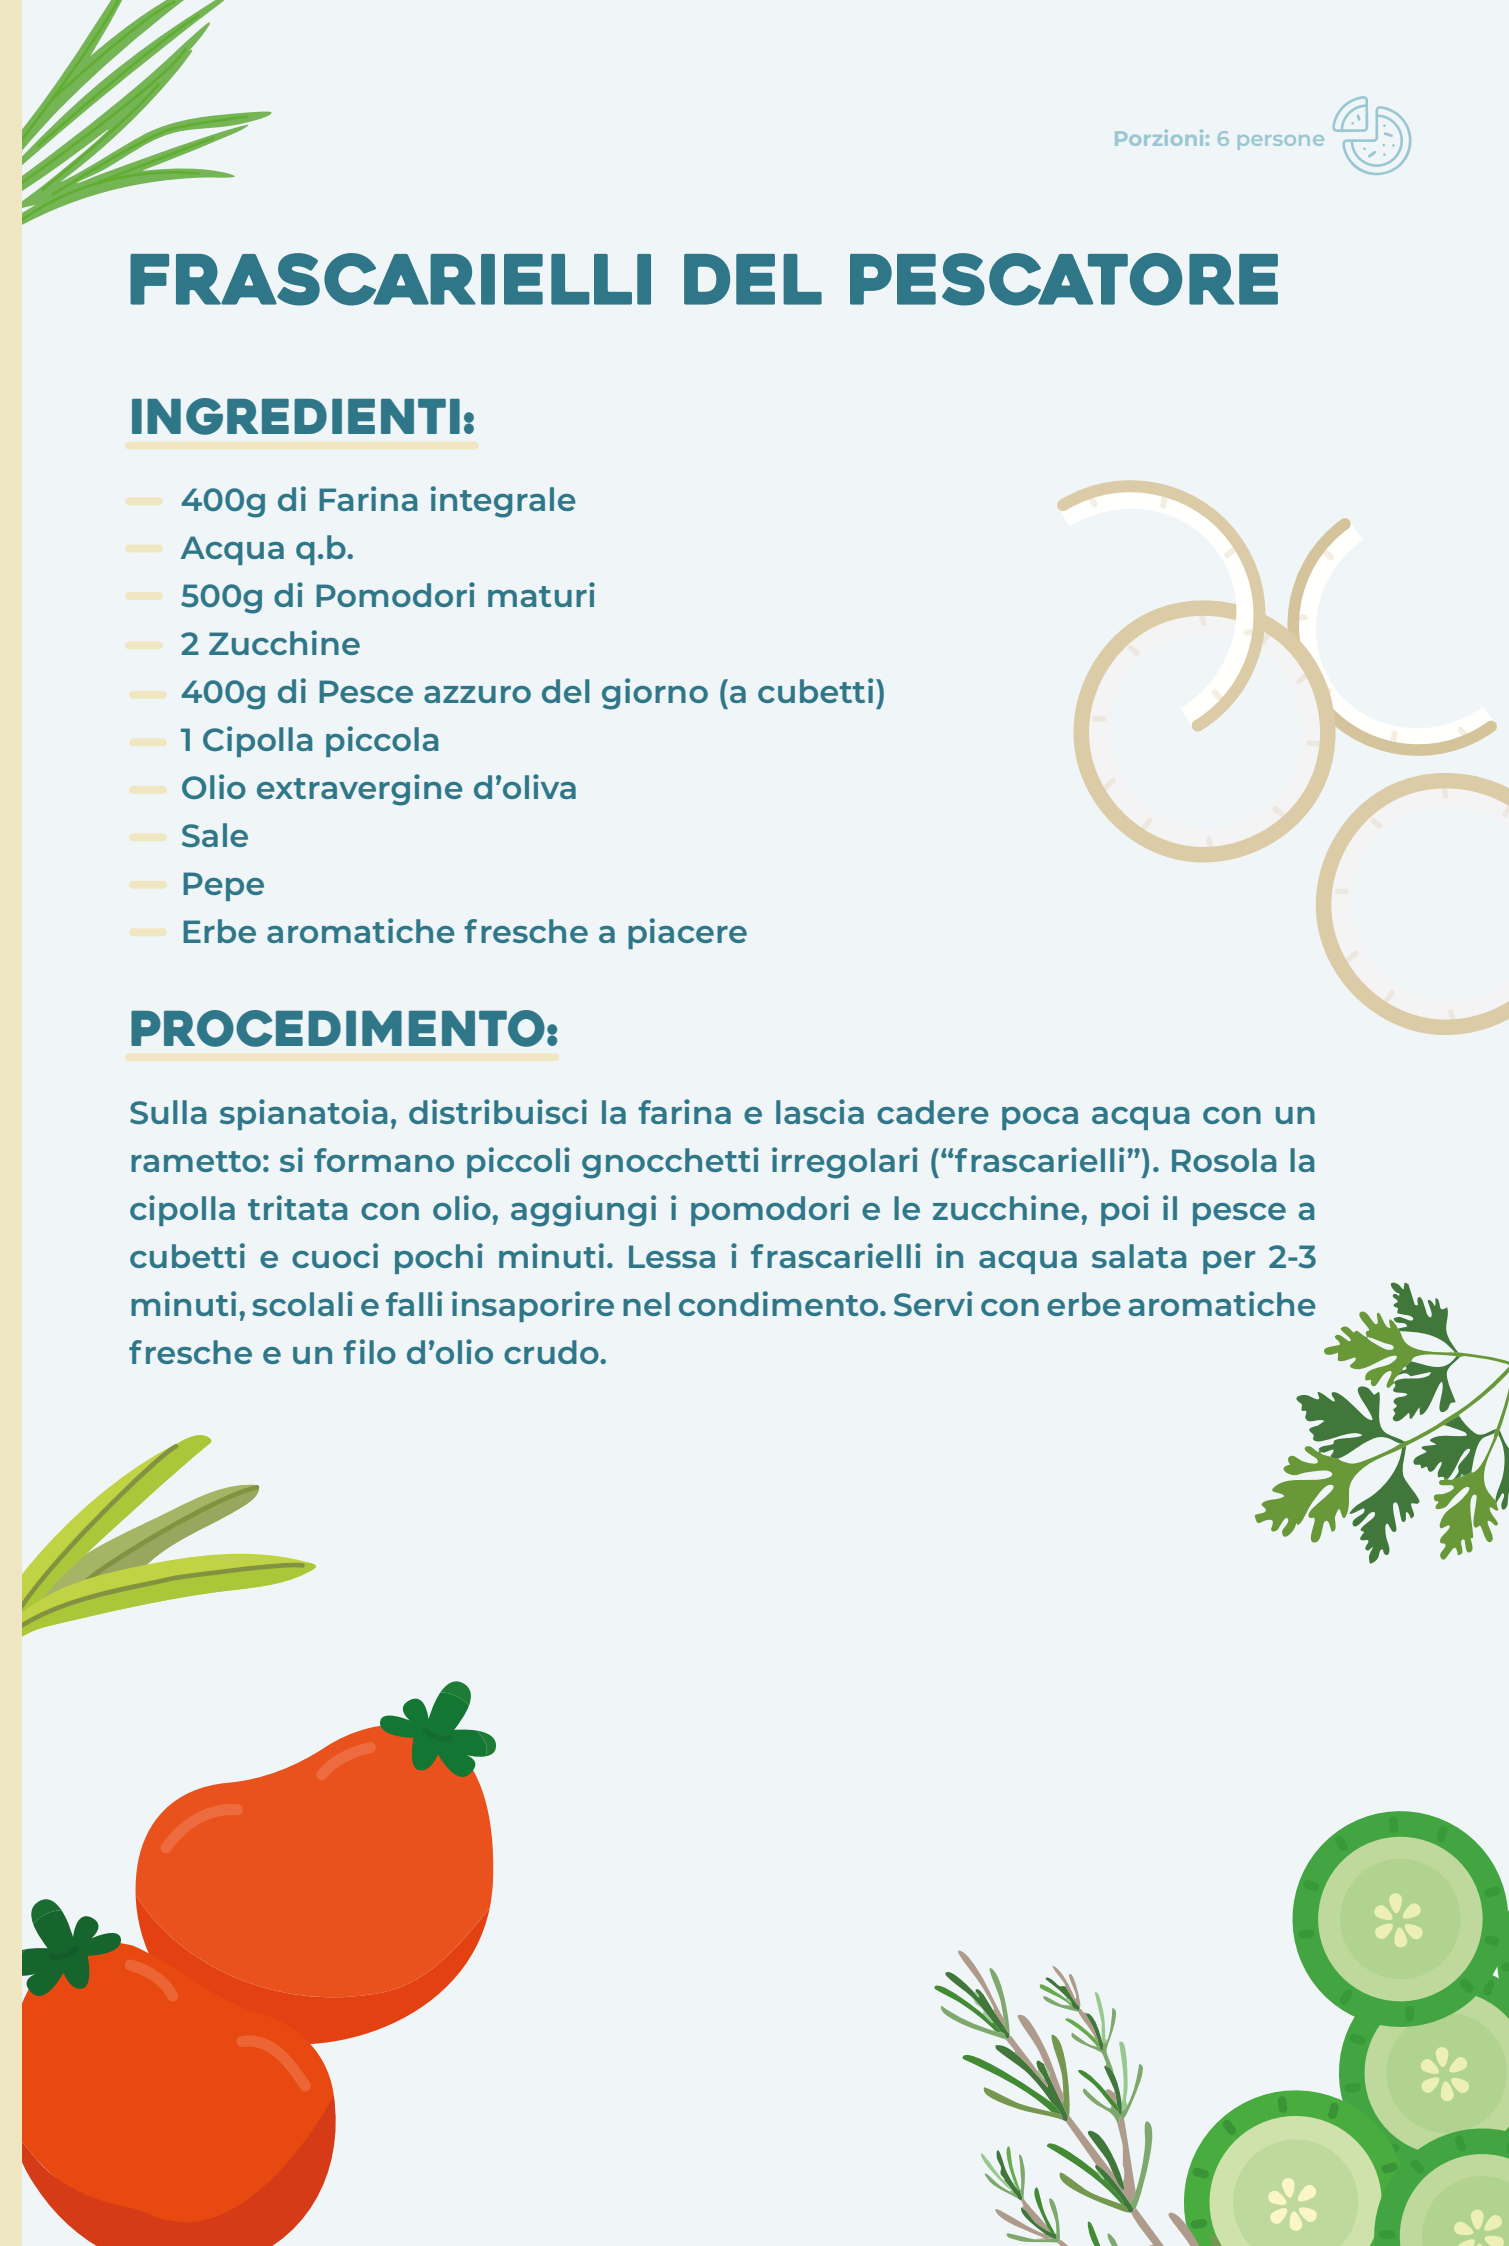 Porzioni: 6 persone
FRASCARIELLI DEL PESCATORE
INGREDIENTI:
400g di Farina integrale
Acqua q.b.
500g di Pomodori maturi
2 Zucchine
400g di Pesce azzuro del giorno (a cubetti)
1 Cipolla piccola
Olio extravergine d’oliva
Sale
Pepe
Erbe aromatiche fresche a piacere
PROCEDIMENTO:
Sulla spianatoia, distribuisci la farina e lascia cadere poca acqua con un
rametto: si formano piccoli gnocchetti irregolari (“frascarielli”). Rosola la
cipolla tritata con olio, aggiungi i pomodori e le zucchine, poi il pesce a
cubetti e cuoci pochi minuti. Lessa i frascarielli in acqua salata per 2-3
minuti, scolali e falli insaporire nel condimento. Servi con erbe aromatiche
fresche e un filo d’olio crudo.